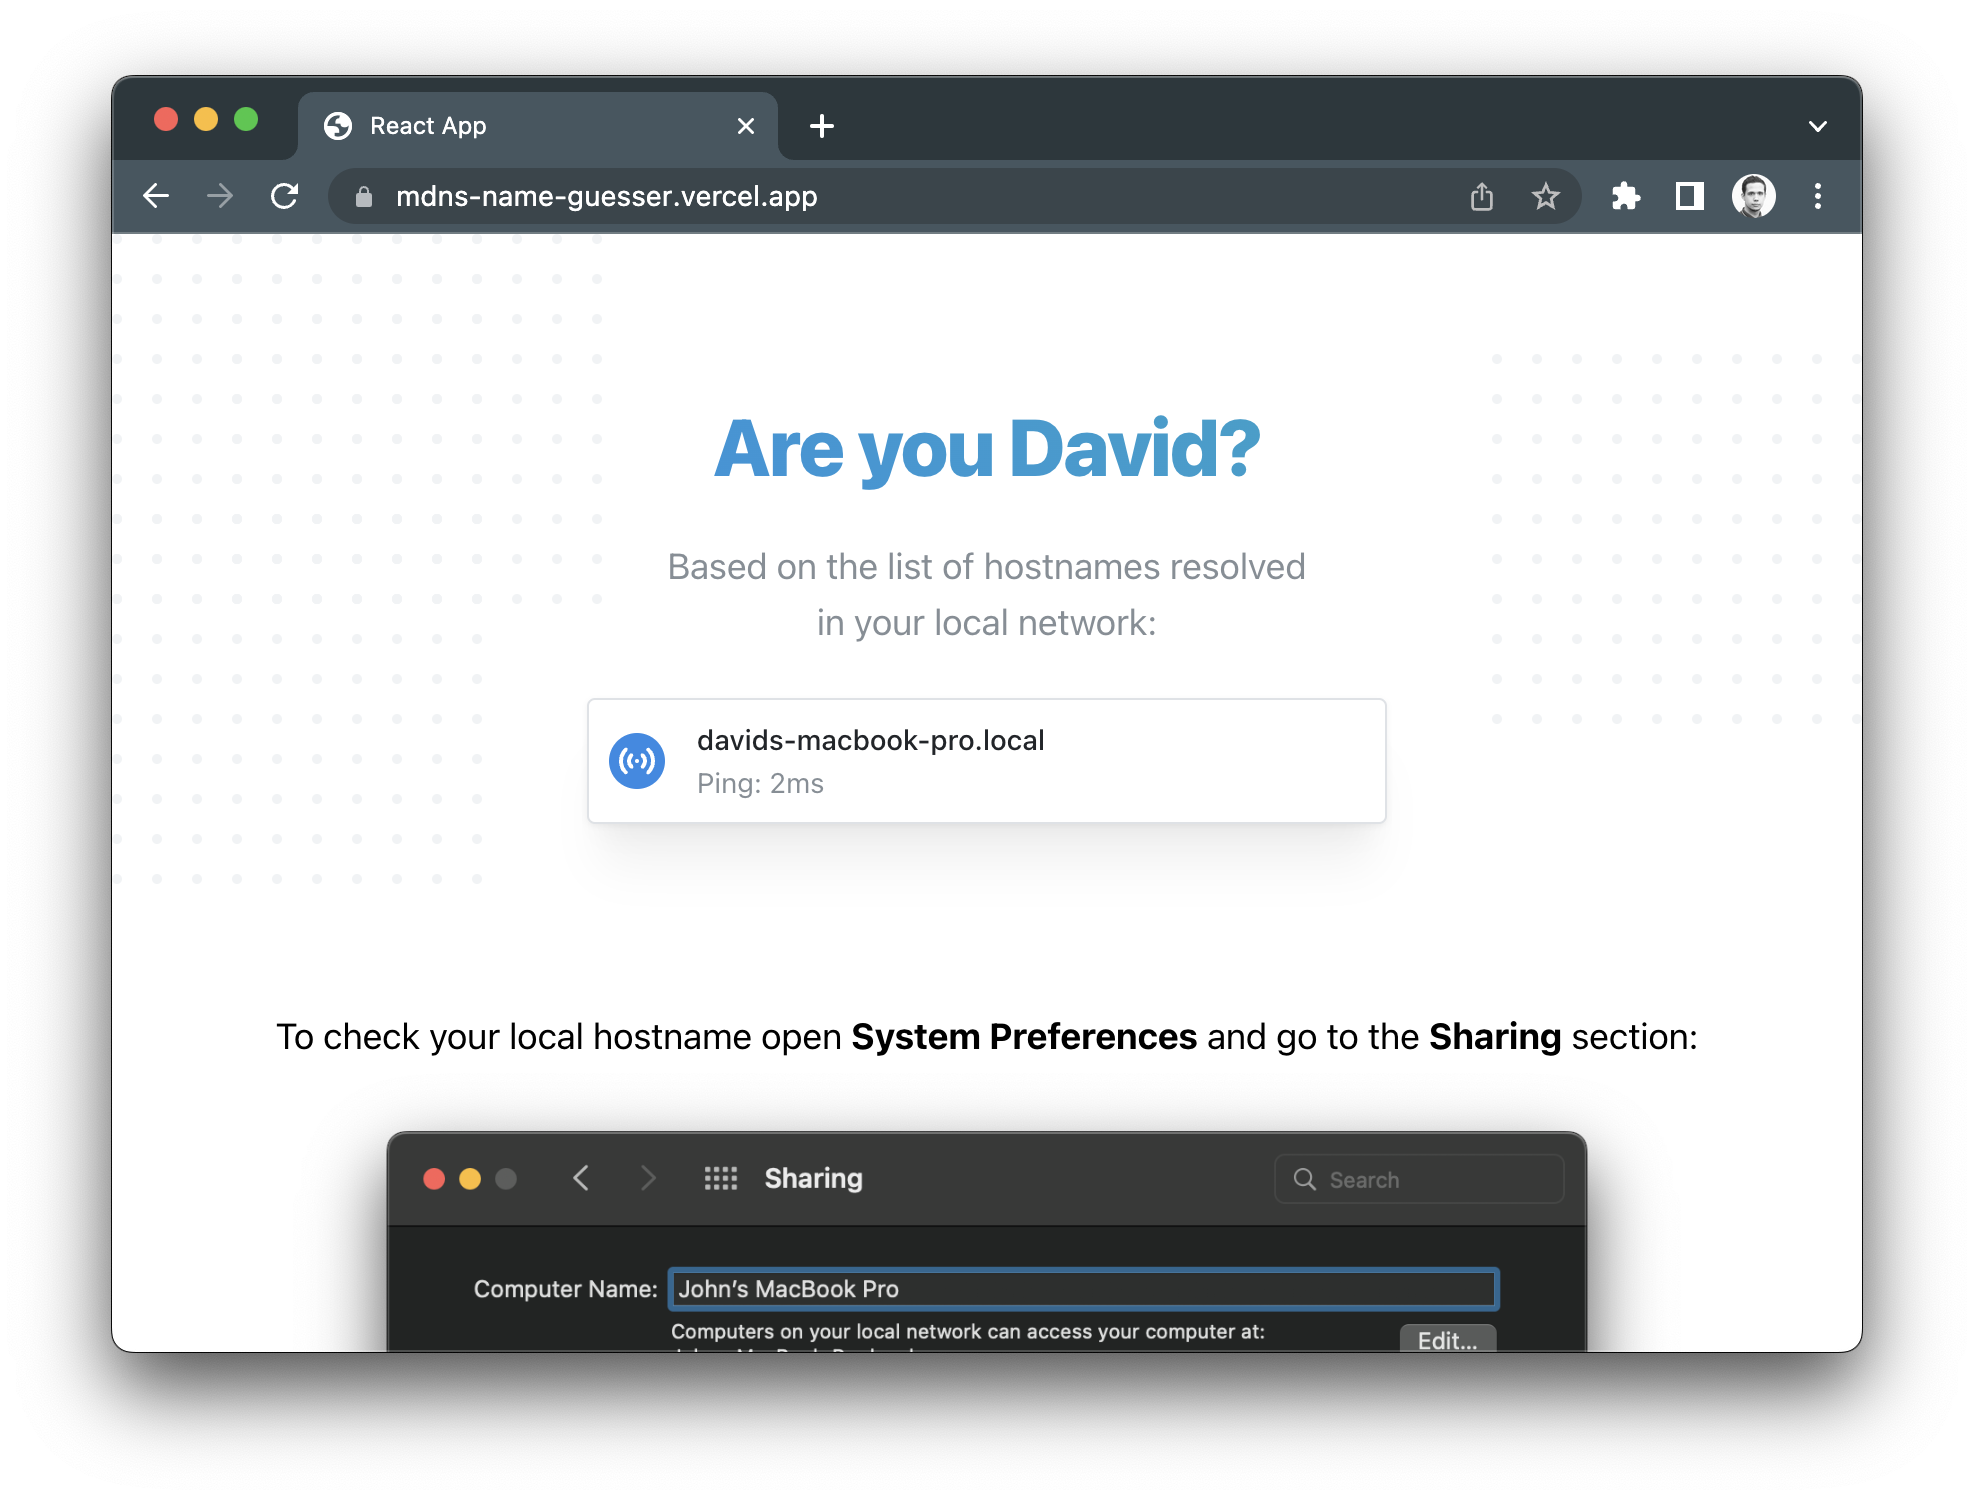 React App
mdns-name-guesser.vercel.app
Are you David?
Based on the list of hostnames resolved
in your local network:
davids-macbook-pro.local
Ping: 2ms
To check your local hostname open System Preferences and go to the Sharing section:
Sharing
Search
Computer Name: John’s MacBook Pro
Computers on your local network can access your computer at:
Edit...